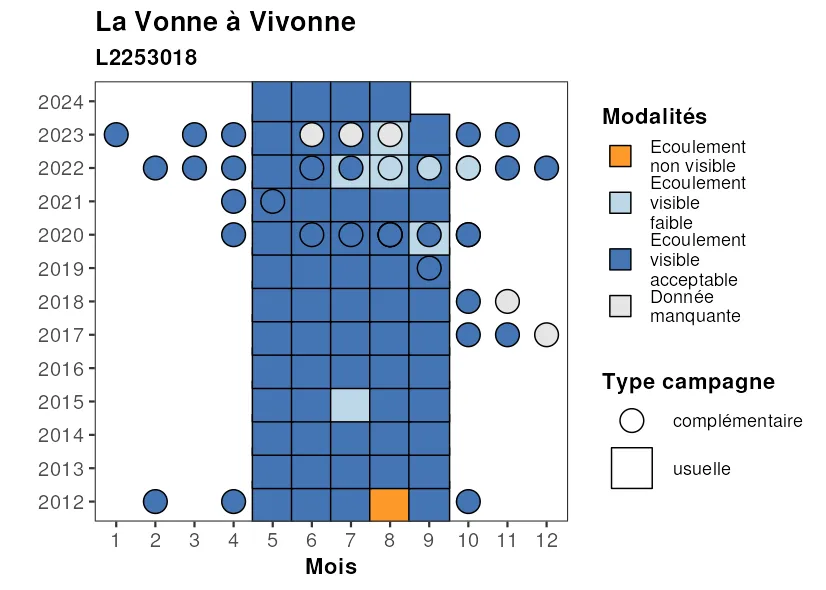 La Vonne à Vivonne
L2253018
2024
2023
2022
2021
2020
2019
2018
2017
2016
2015
2014
2013
2012
1 2 3 4 5 6 7 8 9 10 11 12
Mois
Modalités
Ecoulement
non visible
Ecoulement
visible
faible
Ecoulement
visible
acceptable
Donnée
manquante
Type campagne
complémentaire
usuelle